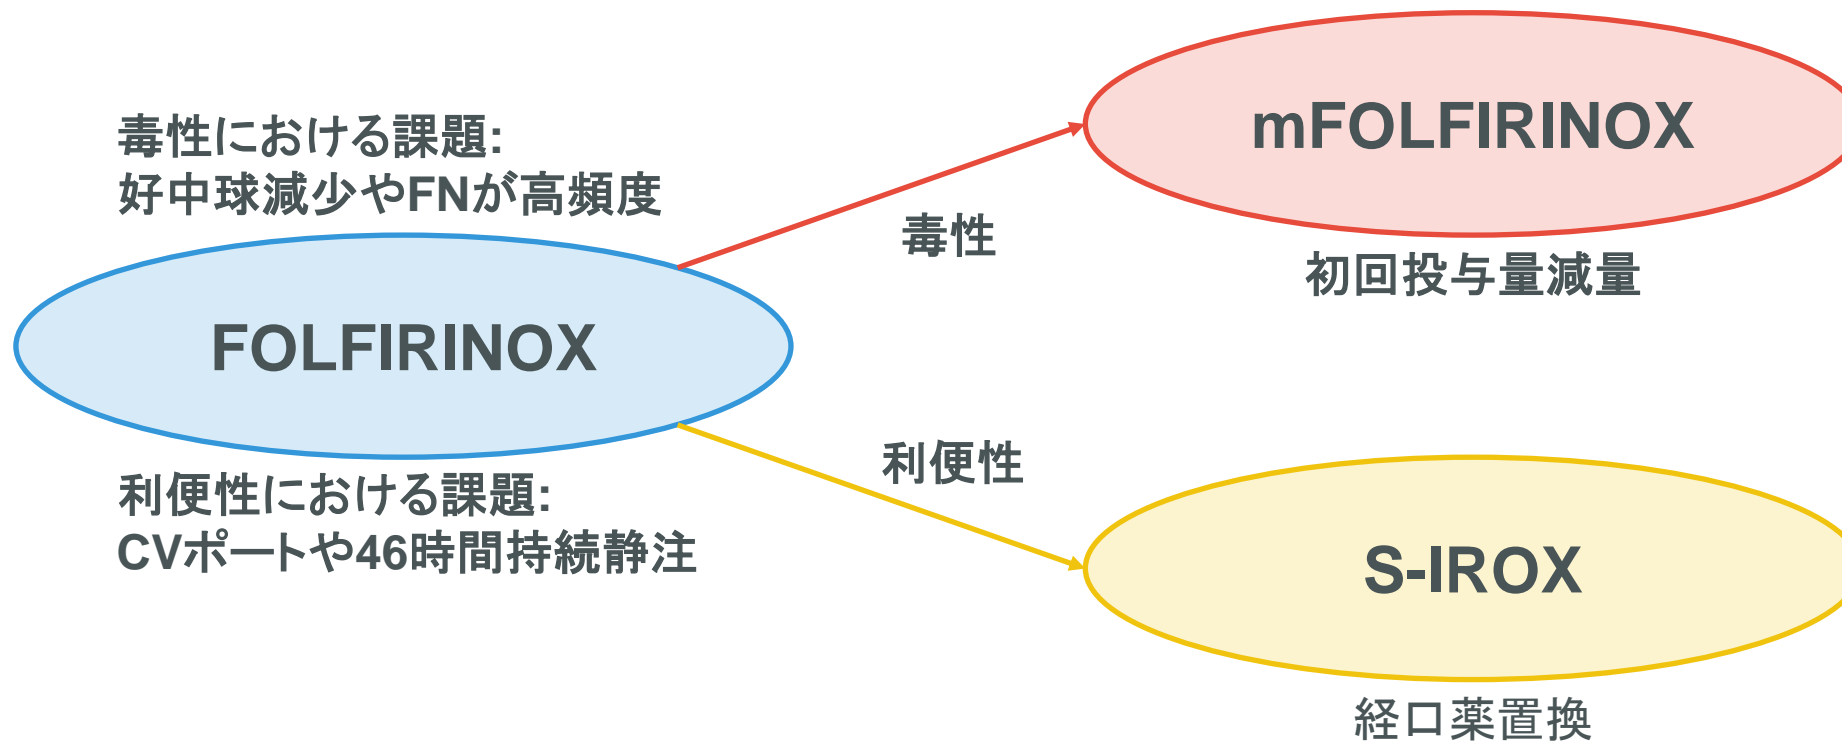 毒性における課題:
好中球減少やFNが高頻度
FOLFIRINOX
利便性における課題:
CVポートや46時間持続静注
毒性
mFOLFIRINOX
初回投与量減量
利便性
S-IROX
経口薬置換